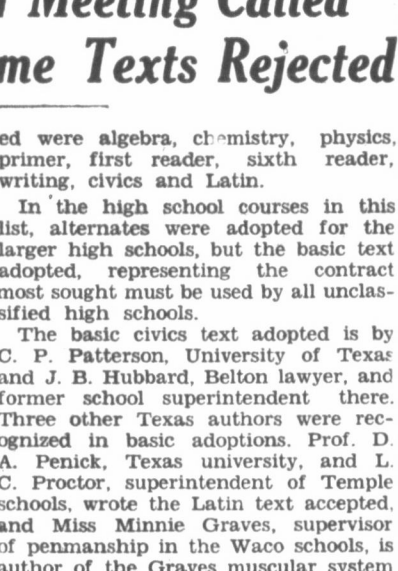 Meeting Called
me Texts Rejected
ed were algebra, chemistry, physics,
primer, first reader, sixth reader,
writing, civics and Latin.
In the high school courses in this
list, alternates were adopted for the
larger high schools, but the basic text
adopted, representing the contract
most sought must be used by all unclas-
sified high schools.
The basic civics text adopted is by
C. P. Patterson, University of Texas
and J. B. Hubbard, Belton lawyer, and
former school superintendent there.
Three other Texas authors were rec-
ognized in basic adoptions. Prof. D.
A. Penick, Texas university, and L.
C. Proctor, superintendent of Temple
schools, wrote the Latin text accepted,
and Miss Minnie Graves, supervisor
of penmanship in the Waco schools, is
author of the Graves muscular system